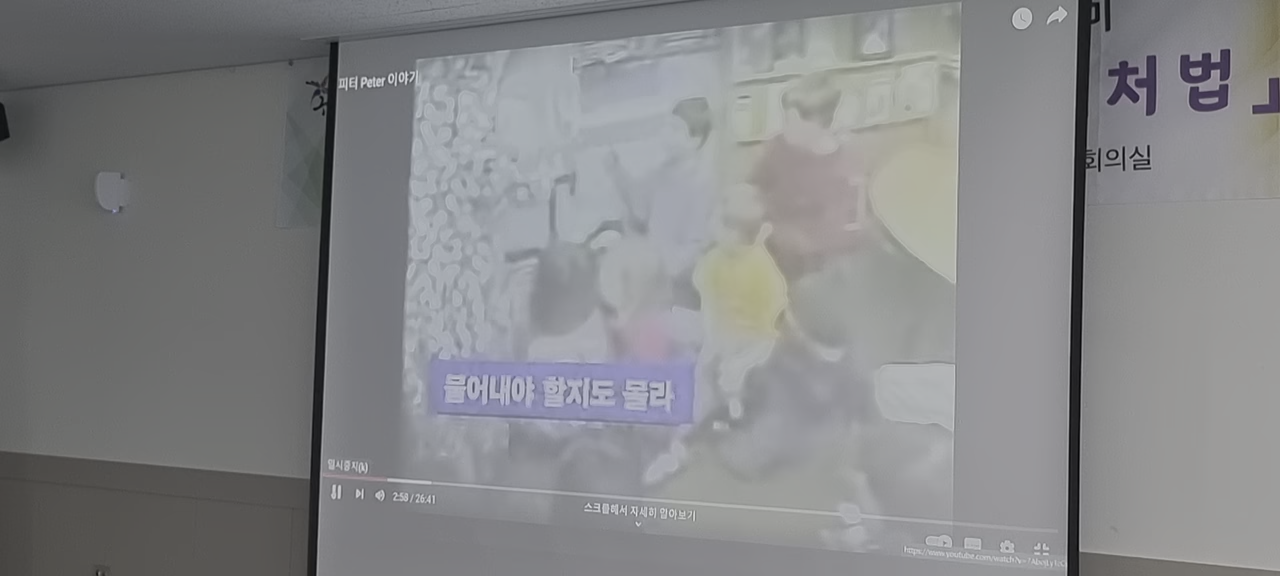 피터 Peter 이야기
처법
회의실
물어내야 할지도 몰라
일시중지(k)
2:58 / 26:41
스크롤해서 자세히 알아보기